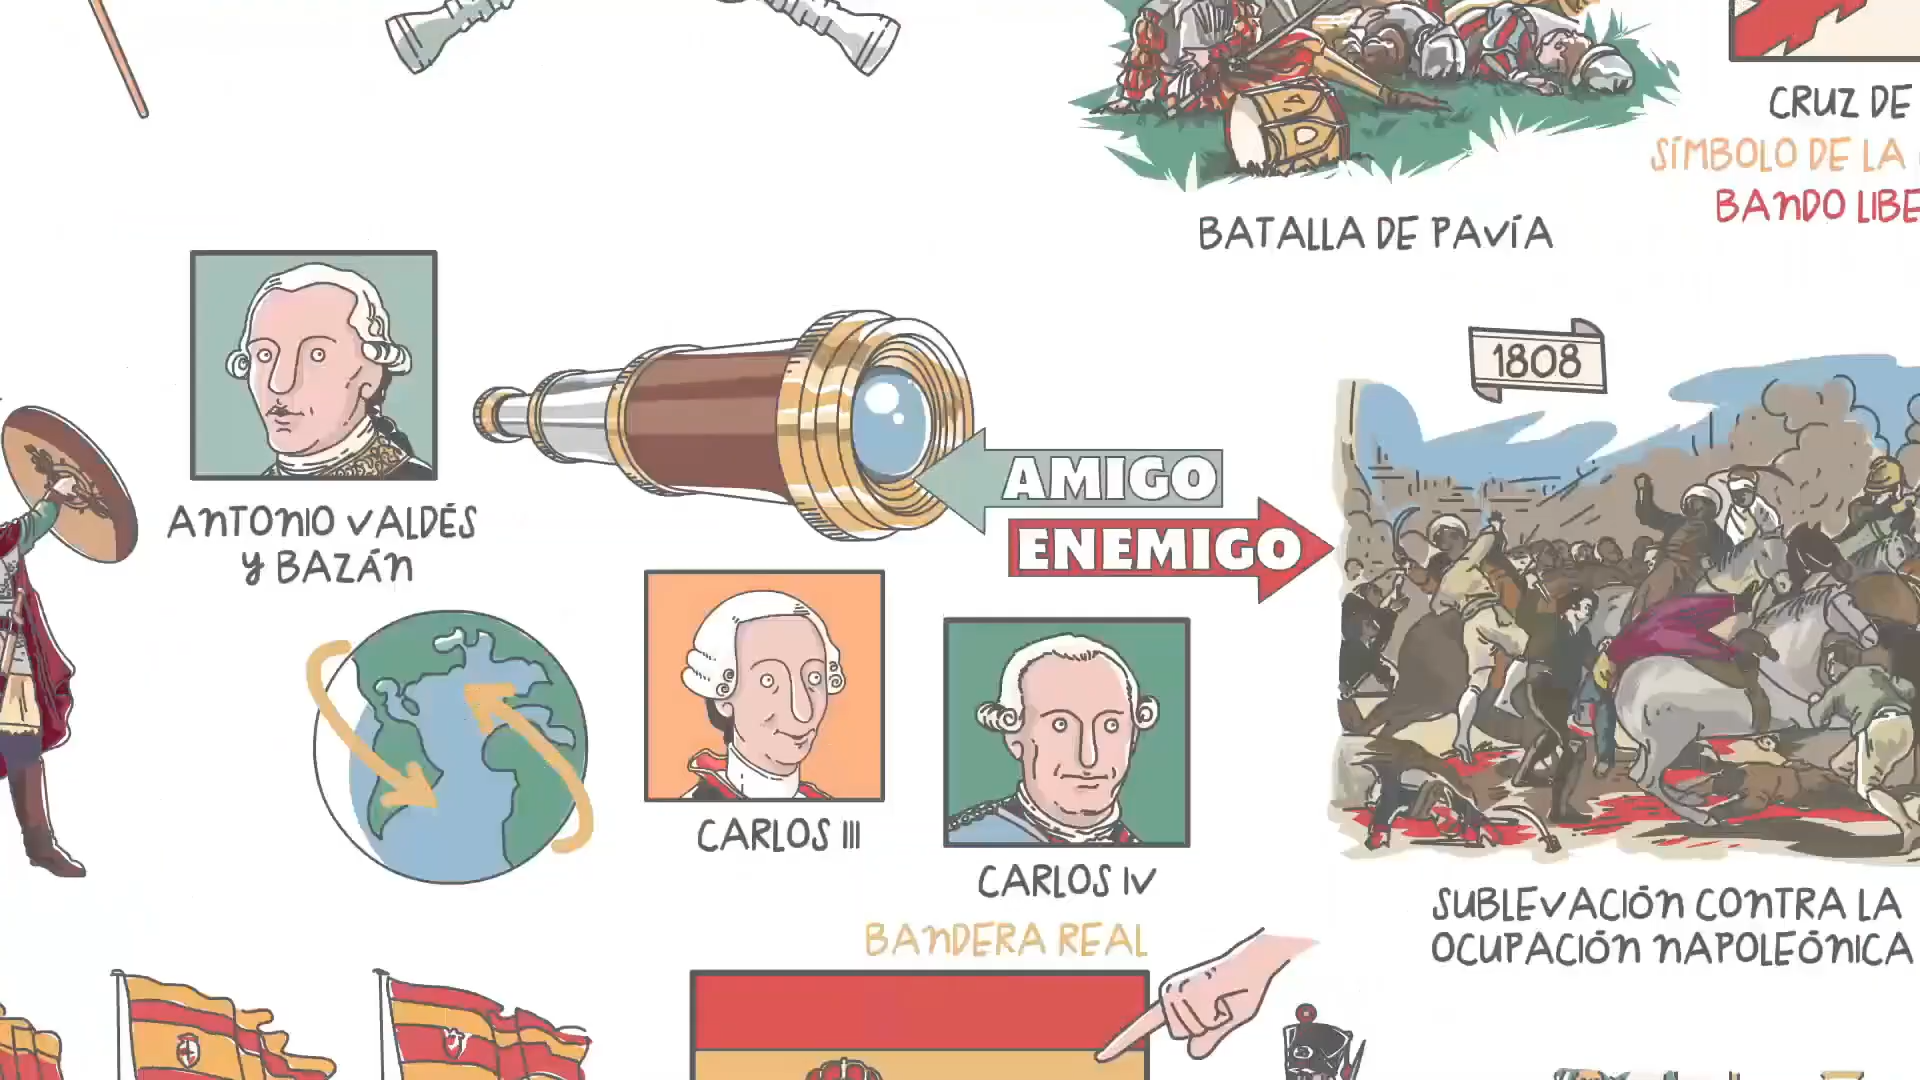 CRUZ DE
SÍMBOLO DE LA
BANDO LIBE
BATALLA DE PAVÍA
1808
AMIGO
ENEMIGO
ANTONIO VALDÉS
Y BAZÁN
CARLOS III
CARLOS IV
BANDERA REAL
SUBLEVACIÓN CONTRA LA
OCUPACIÓN NAPOLEÓNICA